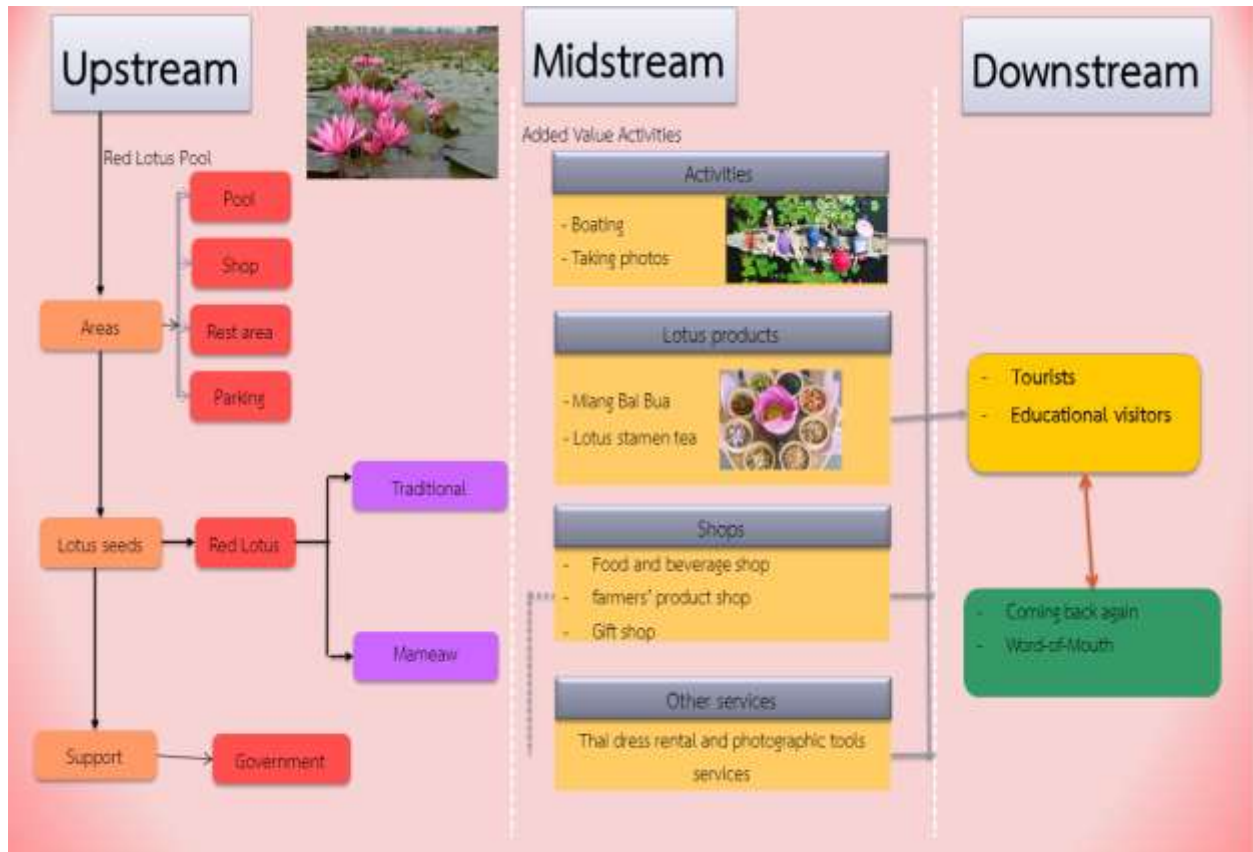 Upstream
Red Lotus Pool
Pool
Shop
Areas
Rest area
Parking
Traditional
Lotus seeds
Red Lotus
Mameaw
Support
Government
Midstream
Added Value Activities
Activities
- Boating
- Taking photos
Lotus products
- Miang Bai Bua
- Lotus stamen tea
Shops
- Food and beverage shop
- farmers' product shop
- Gift shop
Other services
Thai dress rental and photographic tools
services
Downstream
- Tourists
- Educational visitors
- Coming back again
- Word-of-Mouth